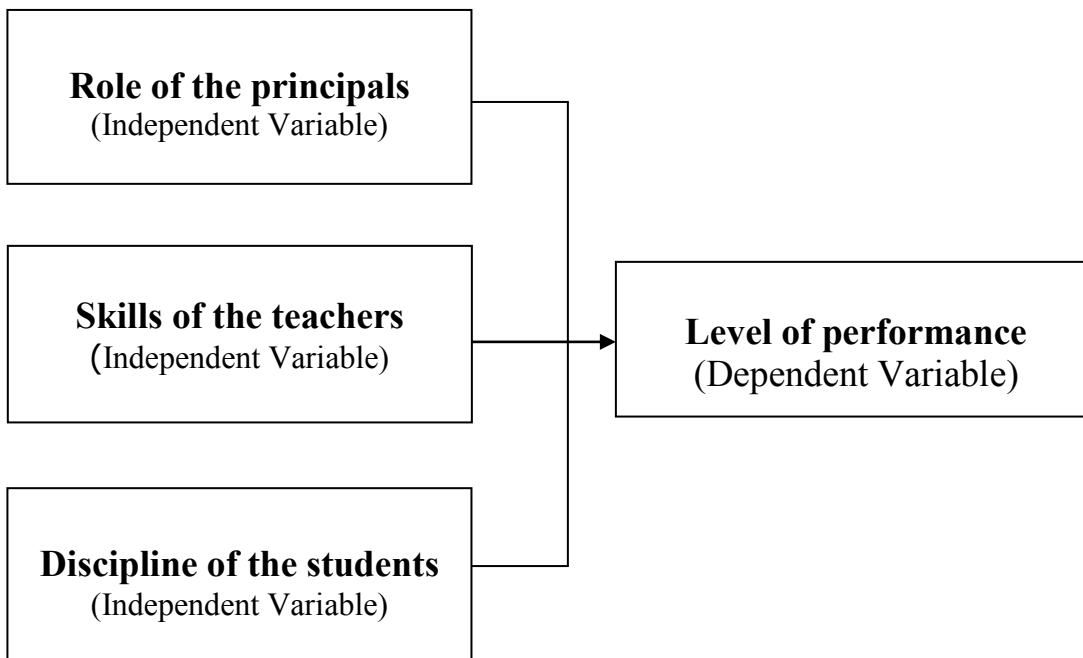 Role of the principals
(Independent Variable)
Skills of the teachers
(Independent Variable)
Level of performance
(Dependent Variable)
Discipline of the students
(Independent Variable)